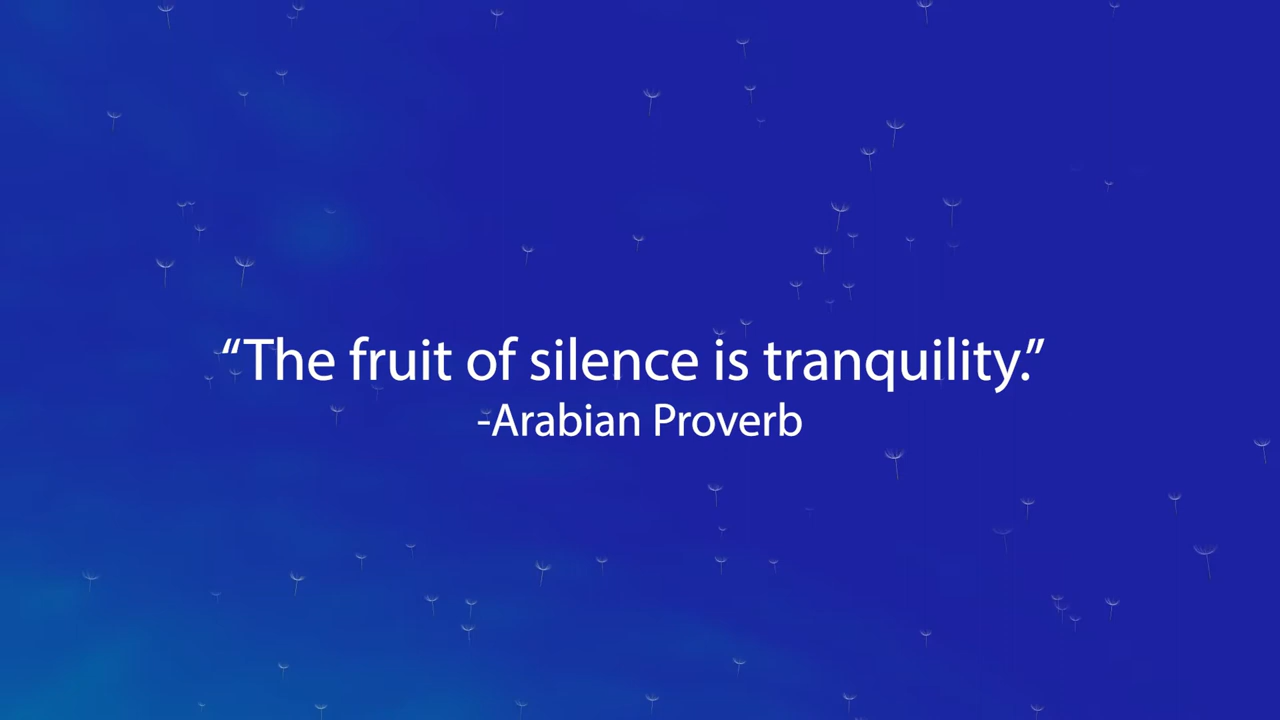 “The fruit of silence is tranquility.”
-Arabian Proverb